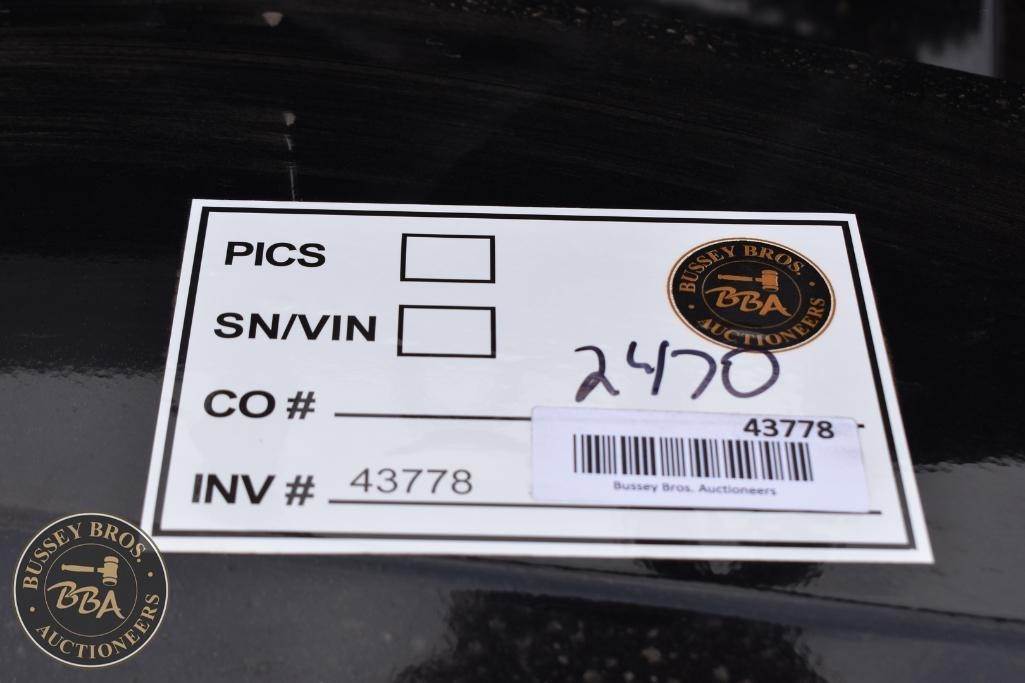 PICS
BUSSEY BROS.
BBA
AUCTIONEERS
SN/VIN
2470
CO #
43778
Bussey Bros. Auctioneers
INV # 43778
BUSSEY BROS.
BBA
AUCTIONEERS